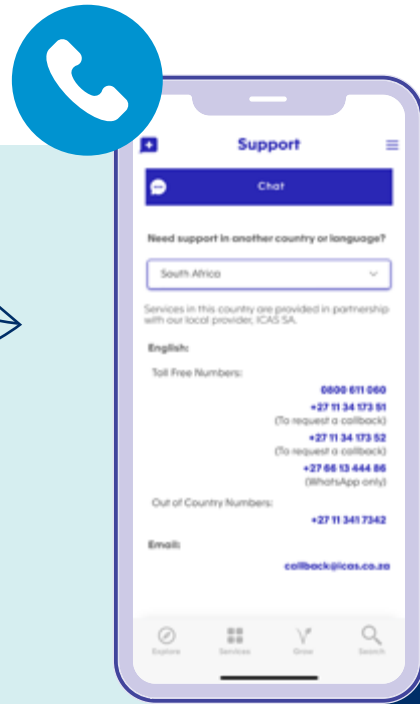 Support
Chat
Need support in another country or language?
South Africa
Services in this country are provided in partnership
with our local provider, ICAS SA.
English:
Toll Free Numbers:
0800 611 060
+27 11 34 173 51
(To request a callback)
+27 11 34 173 52
(To request a callback)
+27 66 13 444 86
(WhatsApp only)
Out of Country Numbers:
+27 11 341 7342
Email:
callback@icas.co.za
Explore Services Grow Search